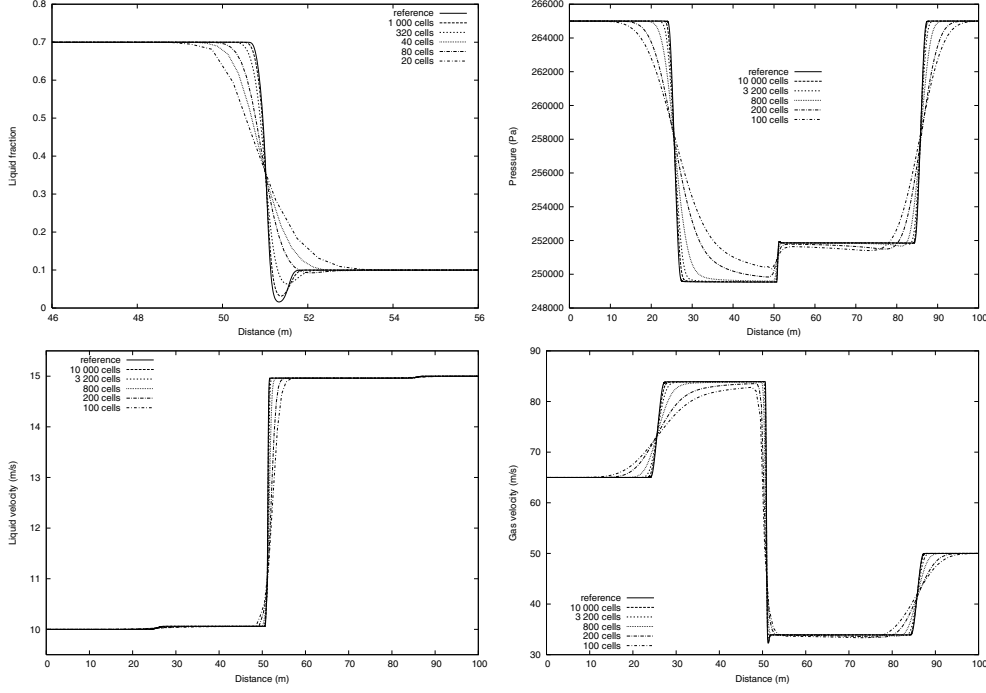 reference
1 000 cells
320 cells
40 cells
80 cells
20 cells
Liquid fraction
0.8
0.7
0.6
0.5
0.4
0.3
0.2
0.1
0
46
48
50
52
54
56
Distance (m)
reference
10 000 cells
3 200 cells
800 cells
200 cells
100 cells
Pressure (Pa)
266000
264000
262000
260000
258000
256000
254000
252000
250000
248000
0
10
20
30
40
50
60
70
80
90
100
Distance (m)
reference
10 000 cells
3 200 cells
800 cells
200 cells
100 cells
Liquid velocity (m/s)
15
14
13
12
11
10
0
10
20
30
40
50
60
70
80
90
100
Distance (m)
Gas velocity (m/s)
90
80
70
60
50
40
30
reference
10 000 cells
3 200 cells
800 cells
200 cells
100 cells
0
10
20
30
40
50
60
70
80
90
100
Distance (m)